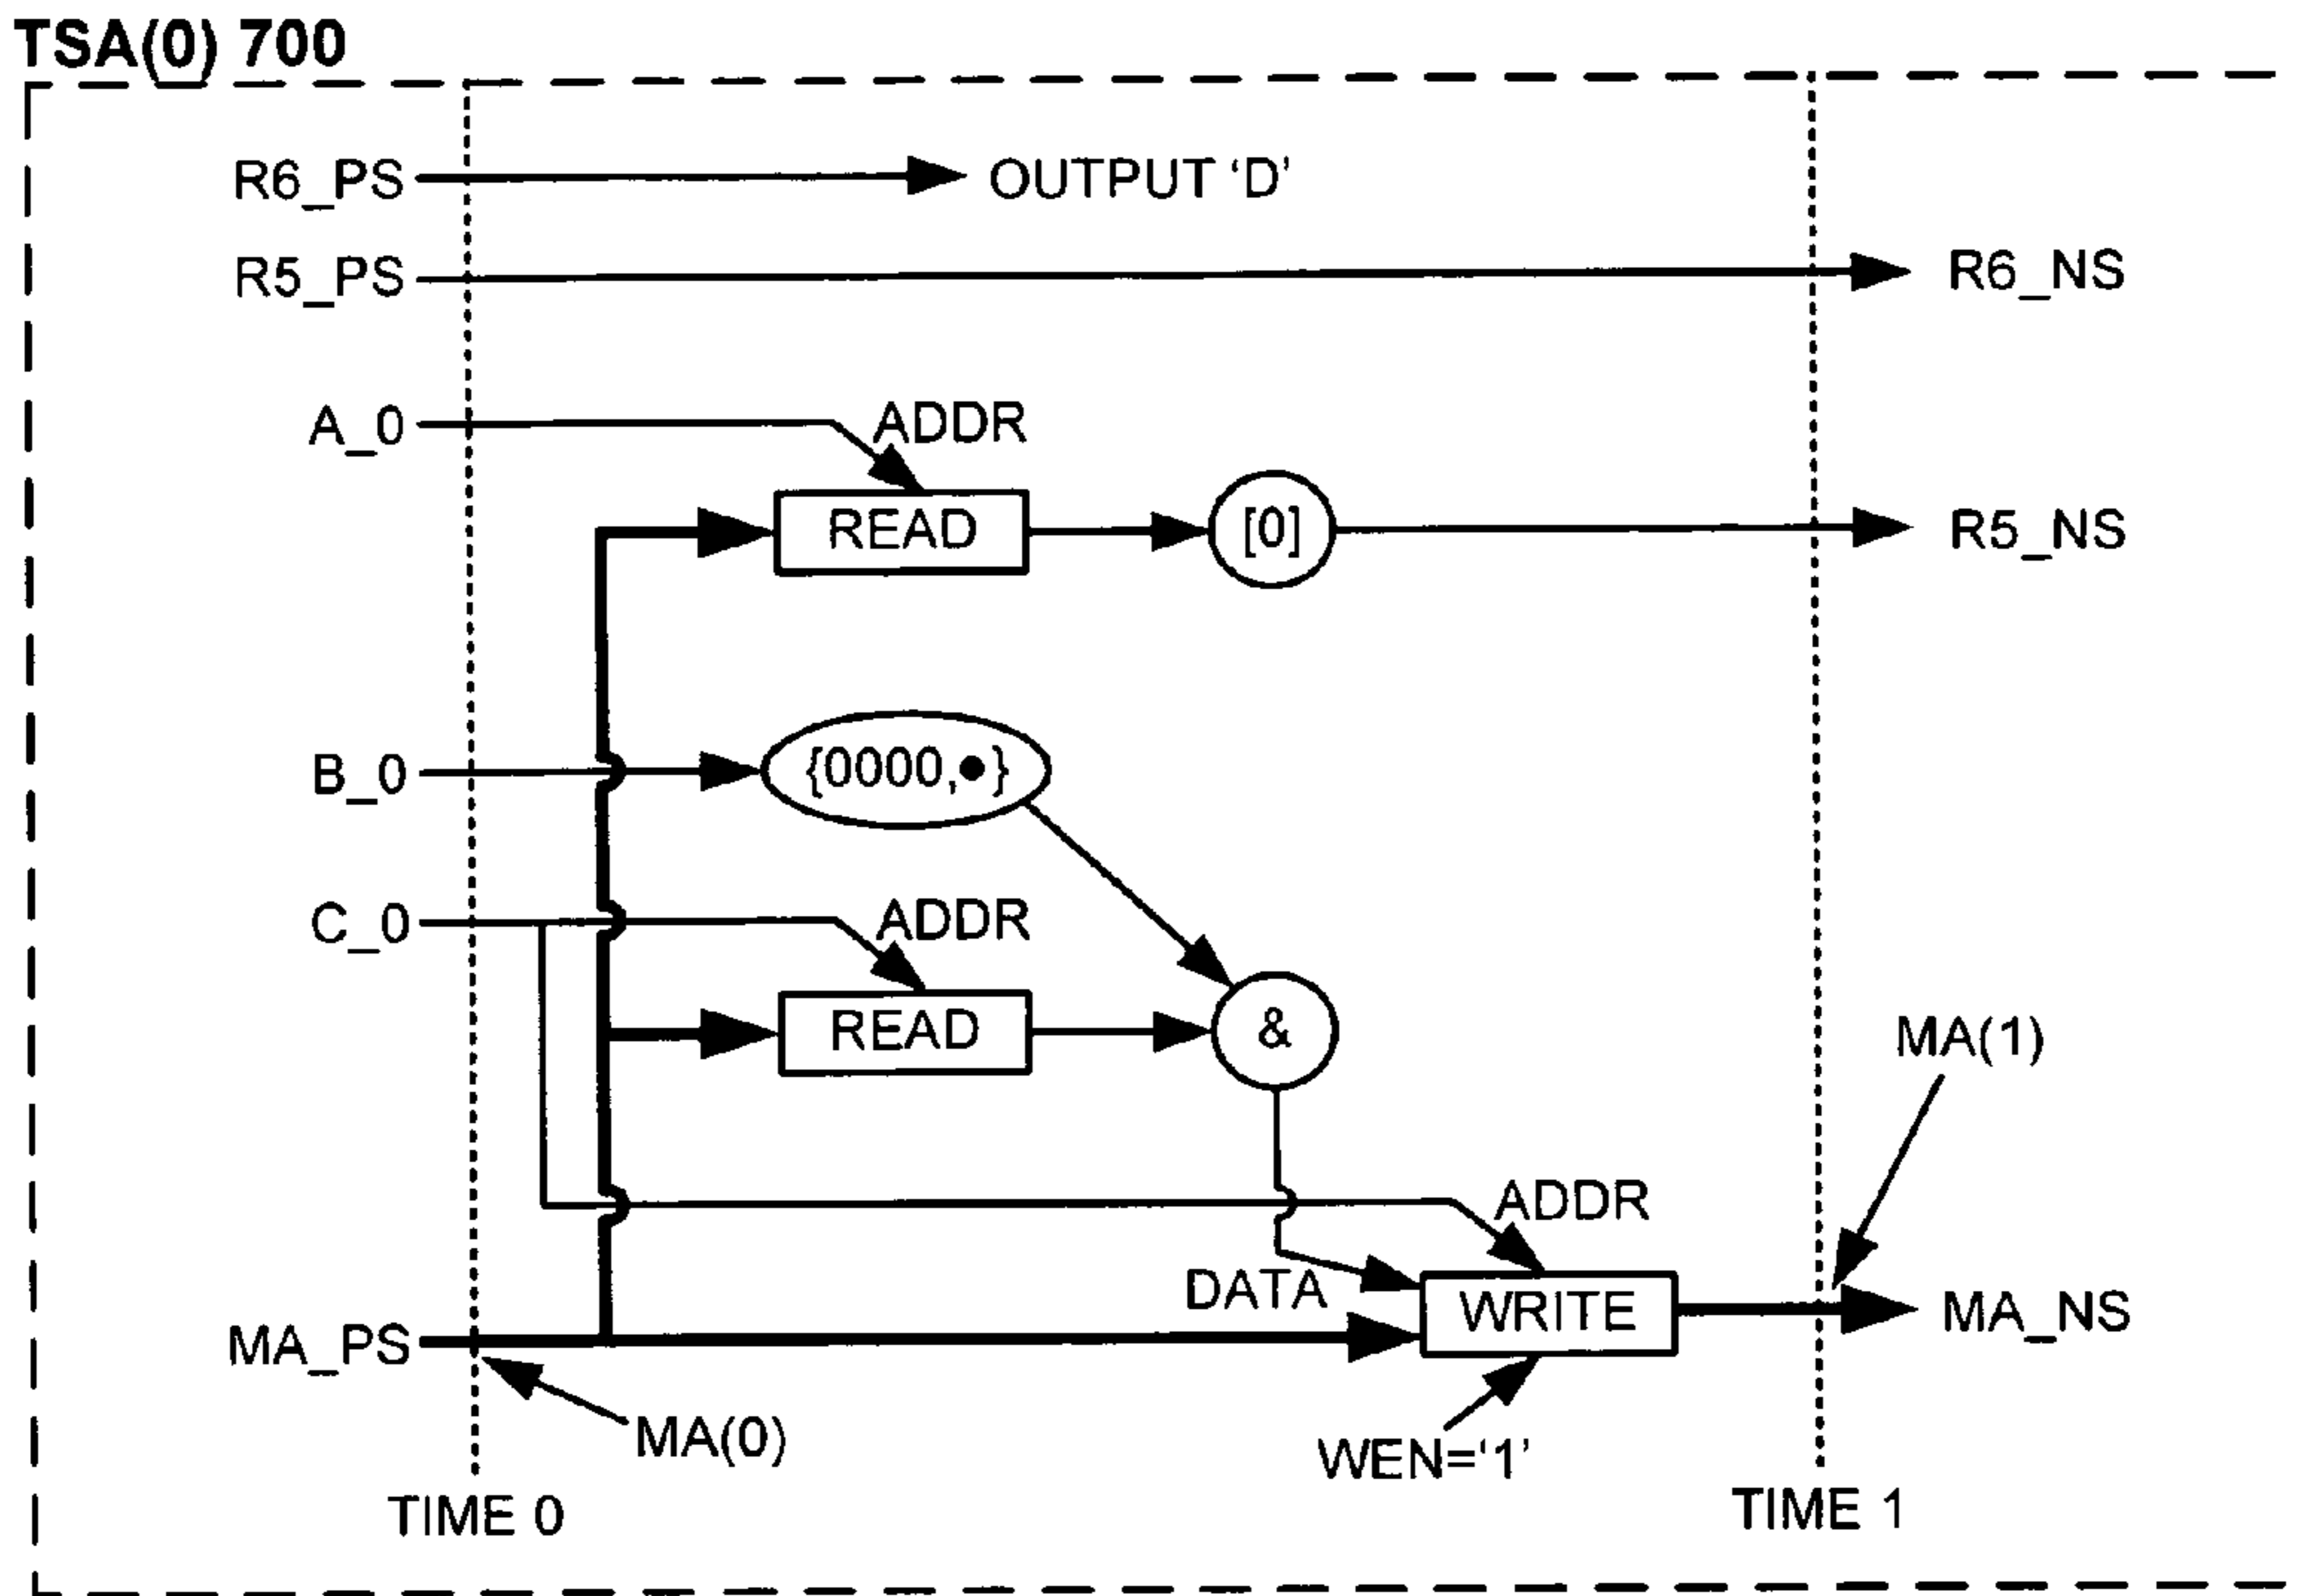 TSA(0) 700
R6_PS
OUTPUT ‘D’
R5_PS
R6_NS
A_0
ADDR
READ
[0]
R5_NS
B_0
{0000,●}
C_0
ADDR
READ
&
MA(1)
ADDR
DATA
WRITE
MA_NS
MA_PS
MA(0)
WEN=‘1’
TIME 0
TIME 1